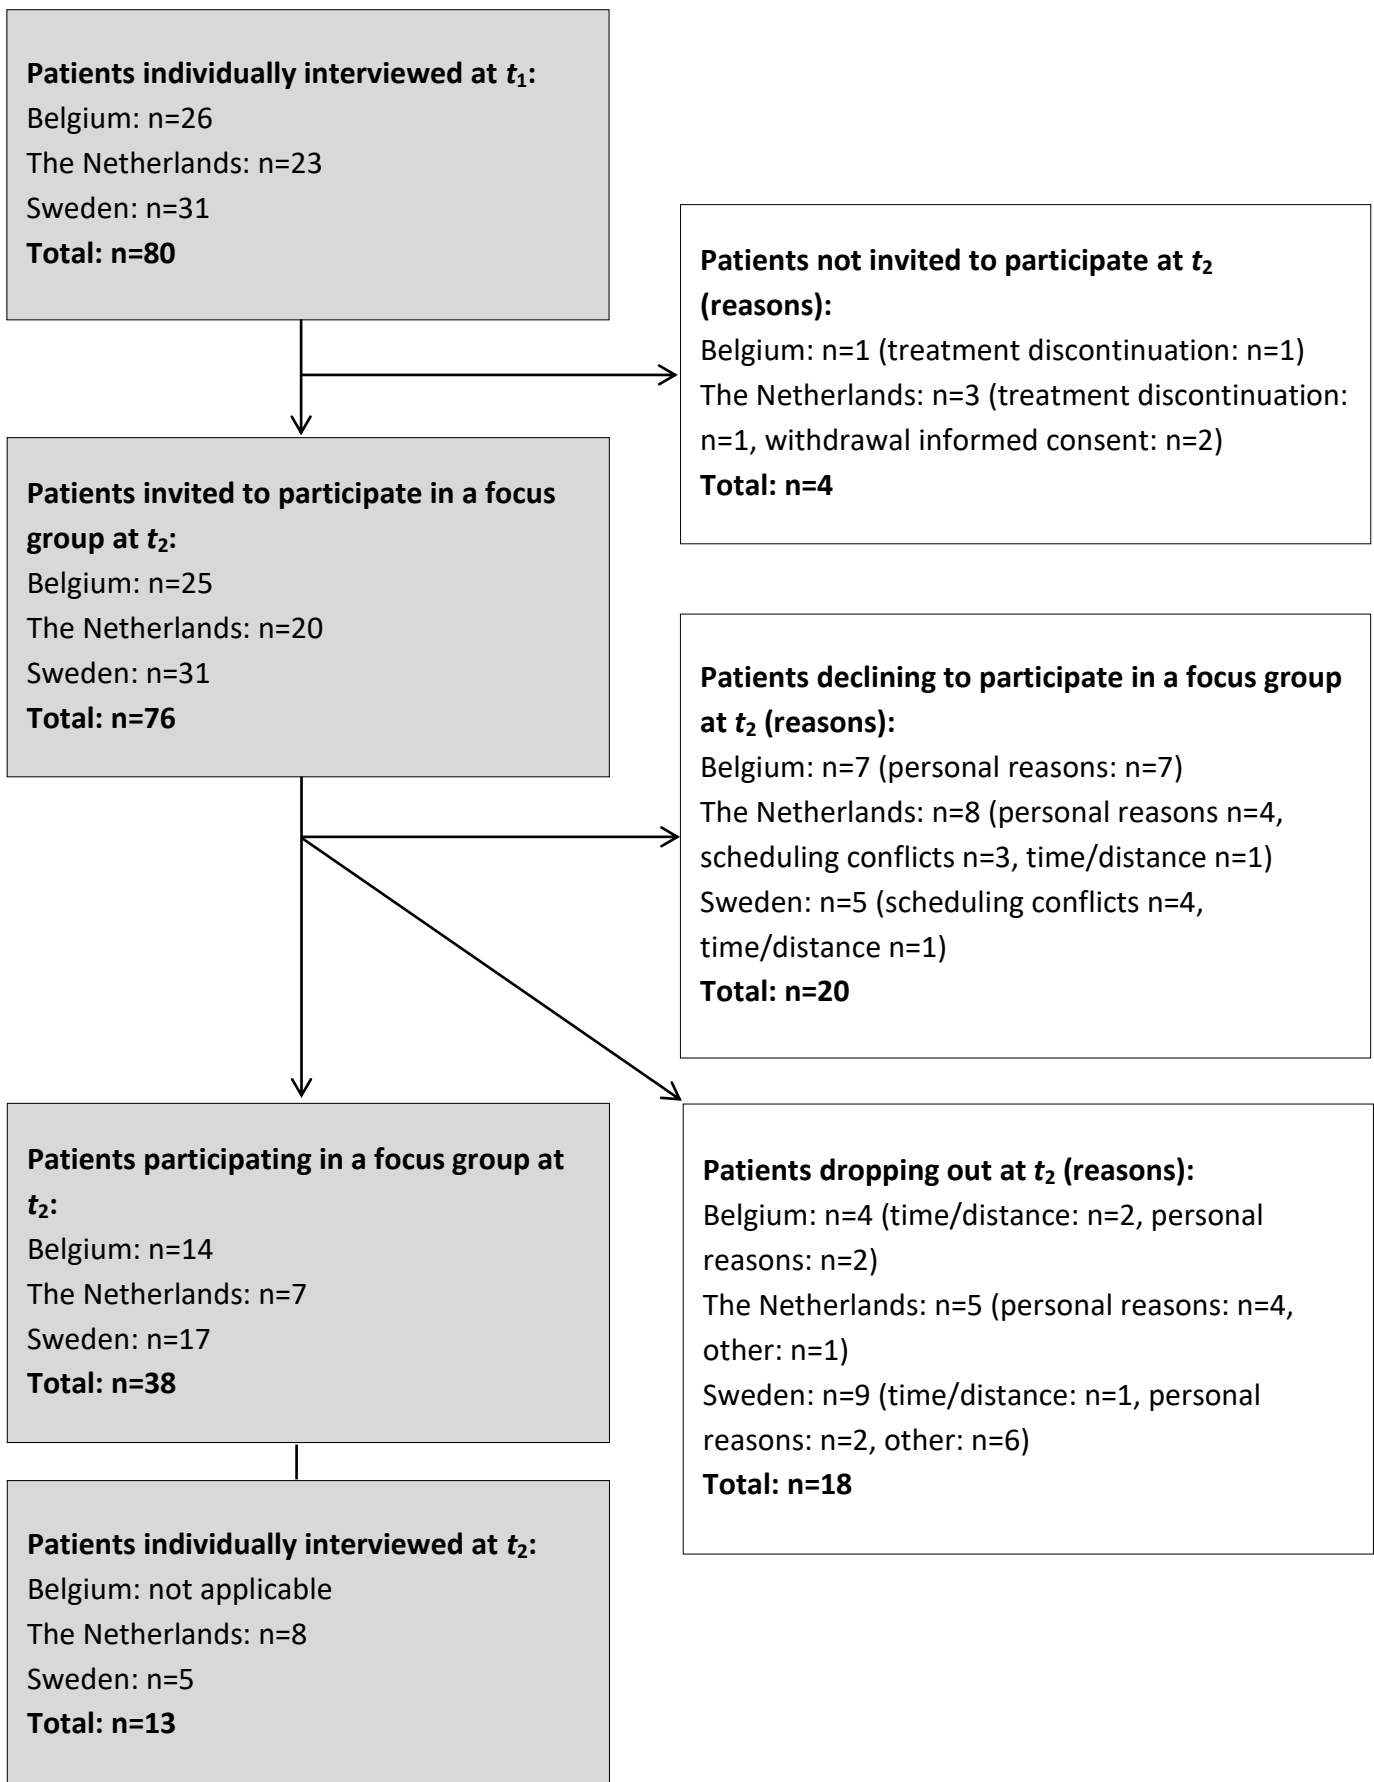 Patients individually interviewed at t₁:
Belgium: n=26
The Netherlands: n=23
Sweden: n=31
Total: n=80
Patients not invited to participate at t₂
(reasons):
Belgium: n=1 (treatment discontinuation: n=1)
The Netherlands: n=3 (treatment discontinuation:
n=1, withdrawal informed consent: n=2)
Total: n=4
Patients invited to participate in a focus
group at t₂:
Belgium: n=25
The Netherlands: n=20
Sweden: n=31
Total: n=76
Patients declining to participate in a focus group
at t₂ (reasons):
Belgium: n=7 (personal reasons: n=7)
The Netherlands: n=8 (personal reasons n=4,
scheduling conflicts n=3, time/distance n=1)
Sweden: n=5 (scheduling conflicts n=4,
time/distance n=1)
Total: n=20
Patients participating in a focus group at
t₂:
Belgium: n=14
The Netherlands: n=7
Sweden: n=17
Total: n=38
Patients dropping out at t₂ (reasons):
Belgium: n=4 (time/distance: n=2, personal
reasons: n=2)
The Netherlands: n=5 (personal reasons: n=4,
other: n=1)
Sweden: n=9 (time/distance: n=1, personal
reasons: n=2, other: n=6)
Total: n=18
Patients individually interviewed at t₂:
Belgium: not applicable
The Netherlands: n=8
Sweden: n=5
Total: n=13